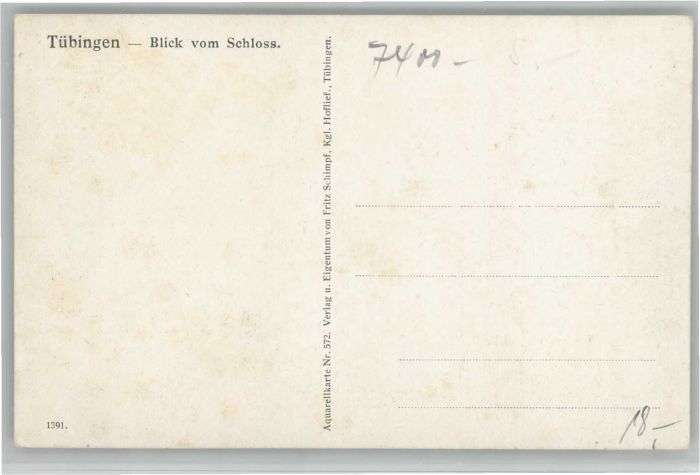 Tübingen — Blick vom Schloss.
7400 -
Aquarellkarte Nr. 572. Verlag u. Eigentum von Fritz Schimpf, Kgl. Hoflief., Tübingen.
1391.
18,-